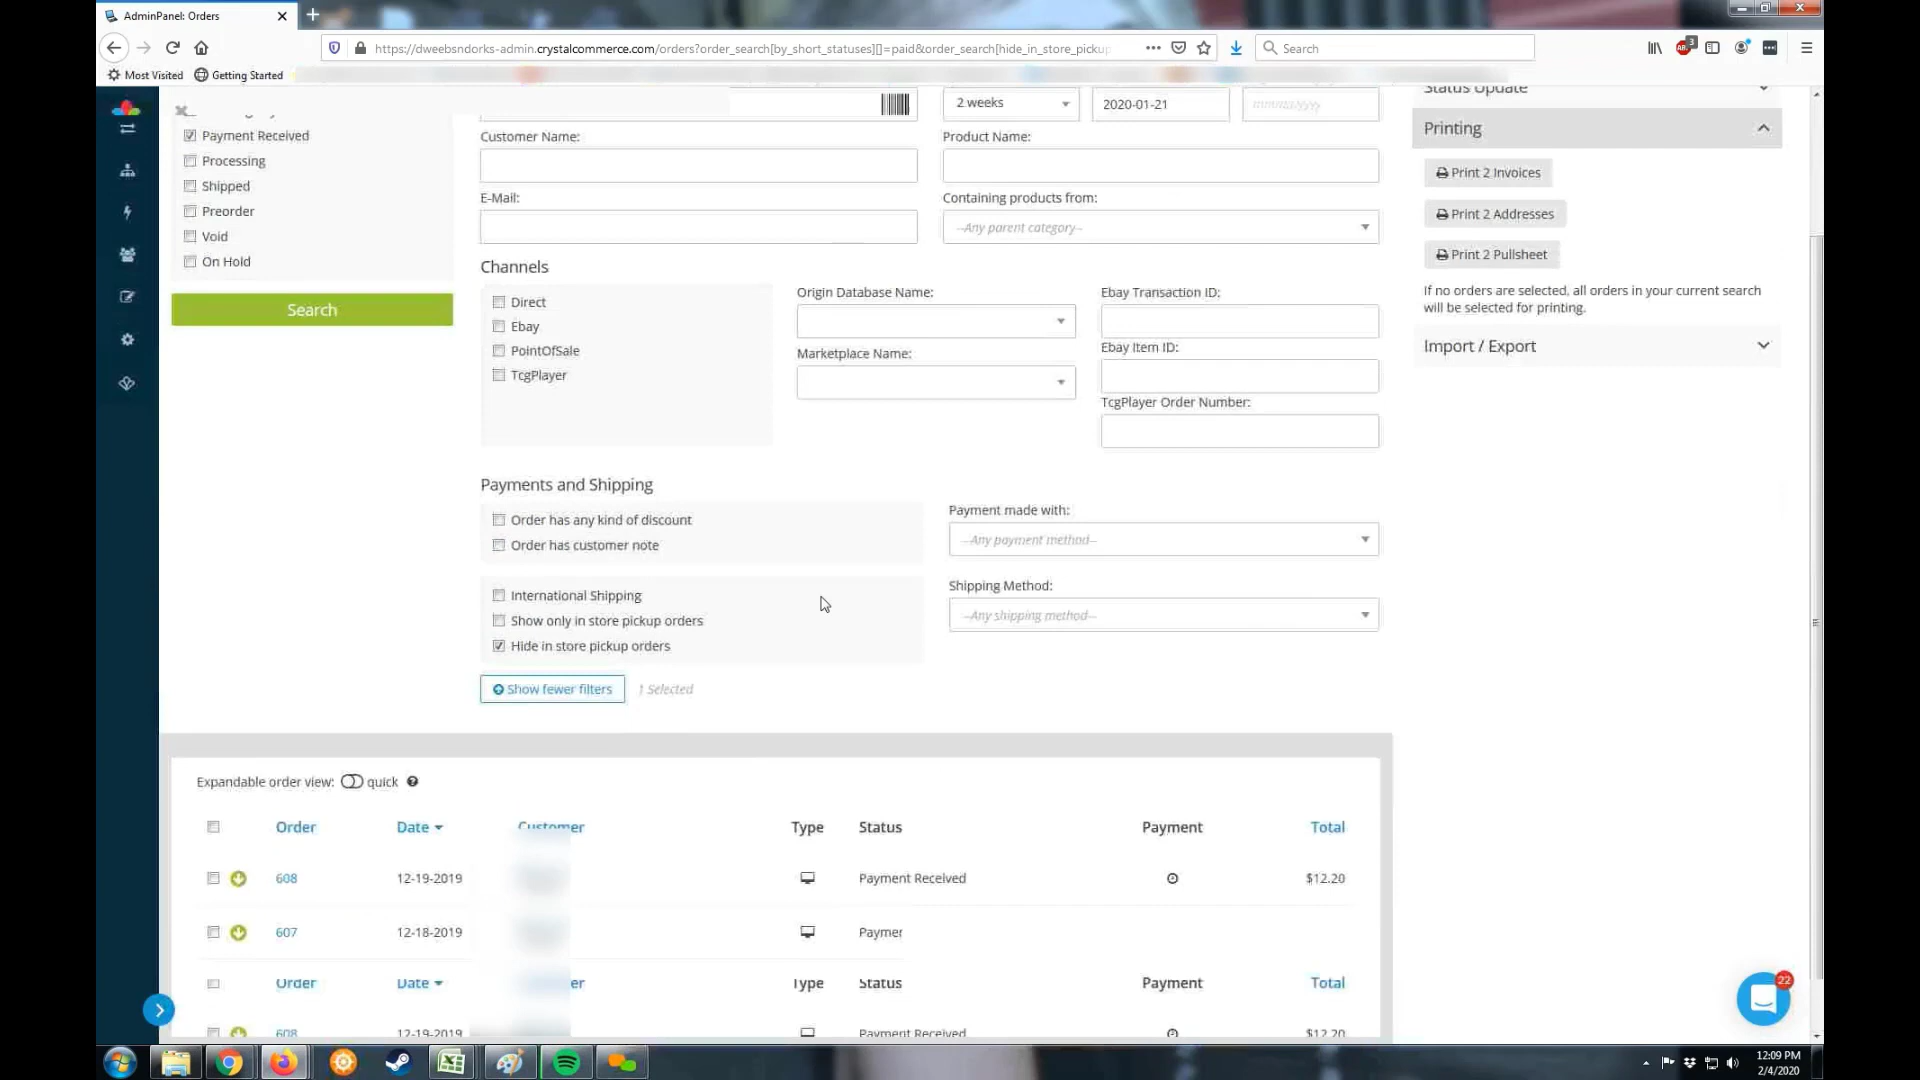 AdminPanel: Orders
https://dweebsndorks-admin.crystalcommerce.com/orders?order_search[by_short_statuses][]=paid&order_search[hide_in_store_pickup
Search
3
Most Visited
Getting Started
Payment Received
Processing
Shipped
Preorder
Void
On Hold
Search
2 weeks
2020-01-21
mm/dd/yyyy
Customer Name:
Product Name:
E-Mail:
Containing products from:
--Any parent category--
Channels
Direct
Ebay
PointOfSale
TcgPlayer
Origin Database Name:
Marketplace Name:
Ebay Transaction ID:
Ebay Item ID:
TcgPlayer Order Number:
Payments and Shipping
Order has any kind of discount
Order has customer note
Payment made with:
--Any payment method--
International Shipping
Show only in store pickup orders
Hide in store pickup orders
Shipping Method:
--Any shipping method--
Show fewer filters
1 Selected
Status Update
Printing
Print 2 Invoices
Print 2 Addresses
Print 2 Pullsheet
If no orders are selected, all orders in your current search
will be selected for printing.
Import / Export
Expandable order view: quick
Order Date Customer Type Status Payment Total
608 12-19-2019 Payment Received $12.20
607 12-18-2019 Paymer
Order Date er Type Status Payment Total
608 12-19-2019 Payment Received $12.20
22
12:09 PM
2/4/2020